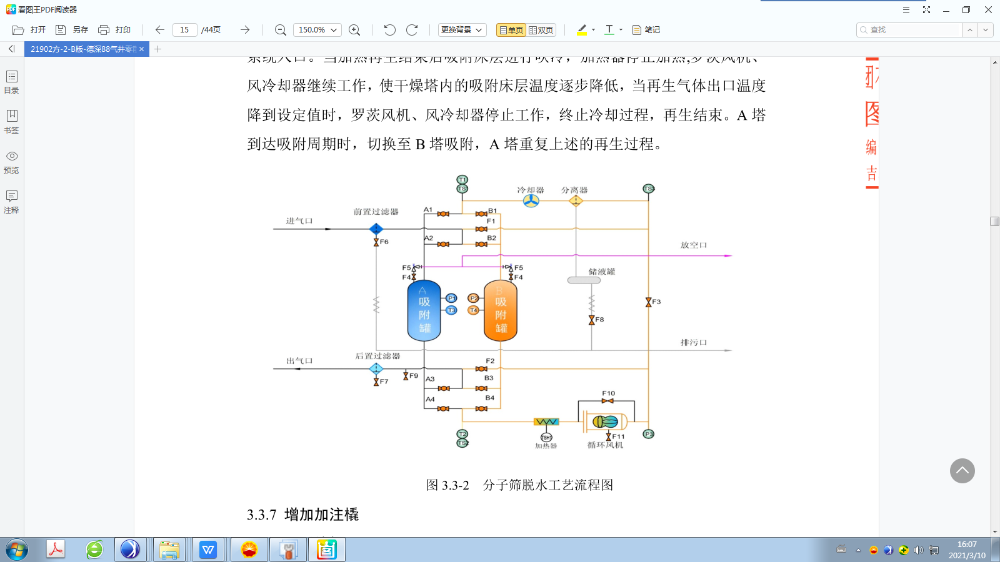 看图王PDF阅读器
打开 另存 打印 15 /44页 150.0% 更换背景 单页 双页 笔记 查找
21902方-2-B版-德深88气井零
目录
书签
预览
注释
系统入口。当加热再生结束后吸附床层进行吹冷，加热器停止加热,罗茨风机、
风冷却器继续工作，使干燥塔内的吸附床层温度逐步降低，当再生气体出口温度
降到设定值时，罗茨风机、风冷却器停止工作，终止冷却过程，再生结束。A 塔
到达吸附周期时，切换至 B 塔吸附，A 塔重复上述的再生过程。
图
编
吉
T1
TS1
冷却器
分离器
TS3
前置过滤器
A1
B1
进气口
F1
A2
B2
F6
放空口
F5
F5
F4
F4
储液罐
A
吸
附
罐
P1
T3
P2
T4
B
吸
附
罐
F3
F8
排污口
后置过滤器
出气口
F2
F9
F7
A3
B3
A4
B4
F10
T2
TS2
TSH1
加热器
F11
循环风机
P3
图 3.3-2 分子筛脱水工艺流程图
3.3.7 增加加注橇
16:07
2021/3/10